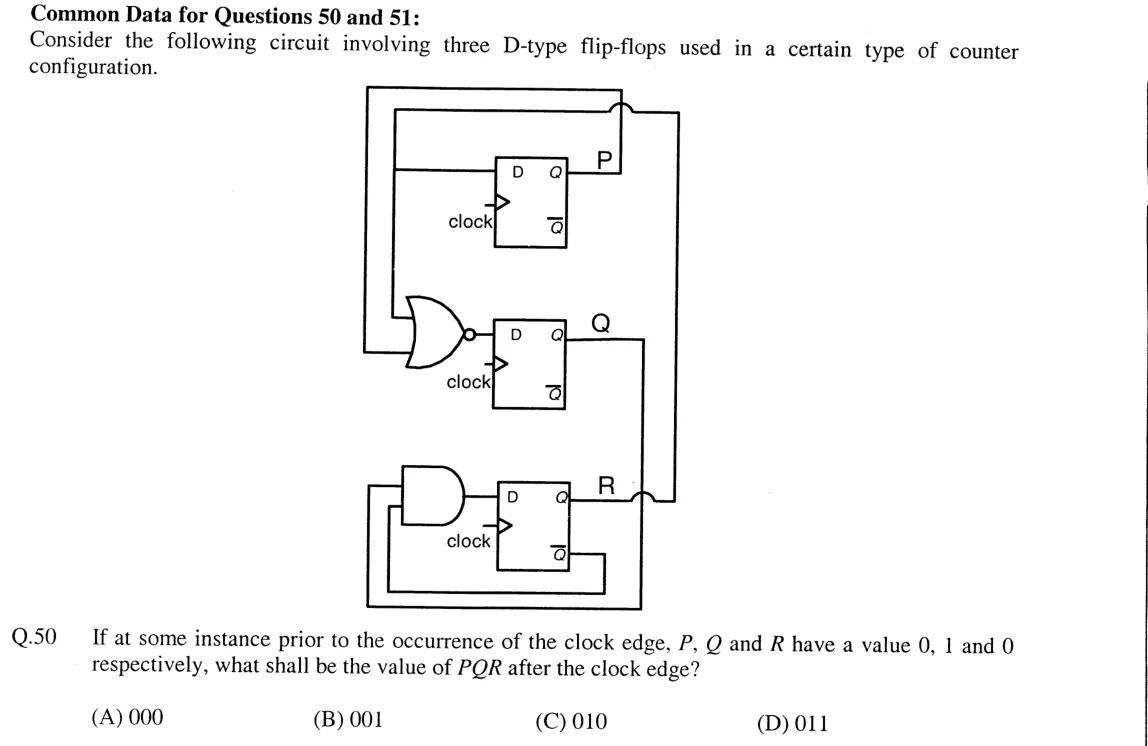 Common Data for Questions 50 and 51:
Consider the following circuit involving three D-type flip-flops used in a certain type of counter
configuration.
P
D Q
clock
Q̅
Q
D Q
clock
Q̅
R
D Q
clock
Q̅
Q.50 If at some instance prior to the occurrence of the clock edge, P, Q and R have a value 0, 1 and 0
respectively, what shall be the value of PQR after the clock edge?
(A) 000 (B) 001 (C) 010 (D) 011